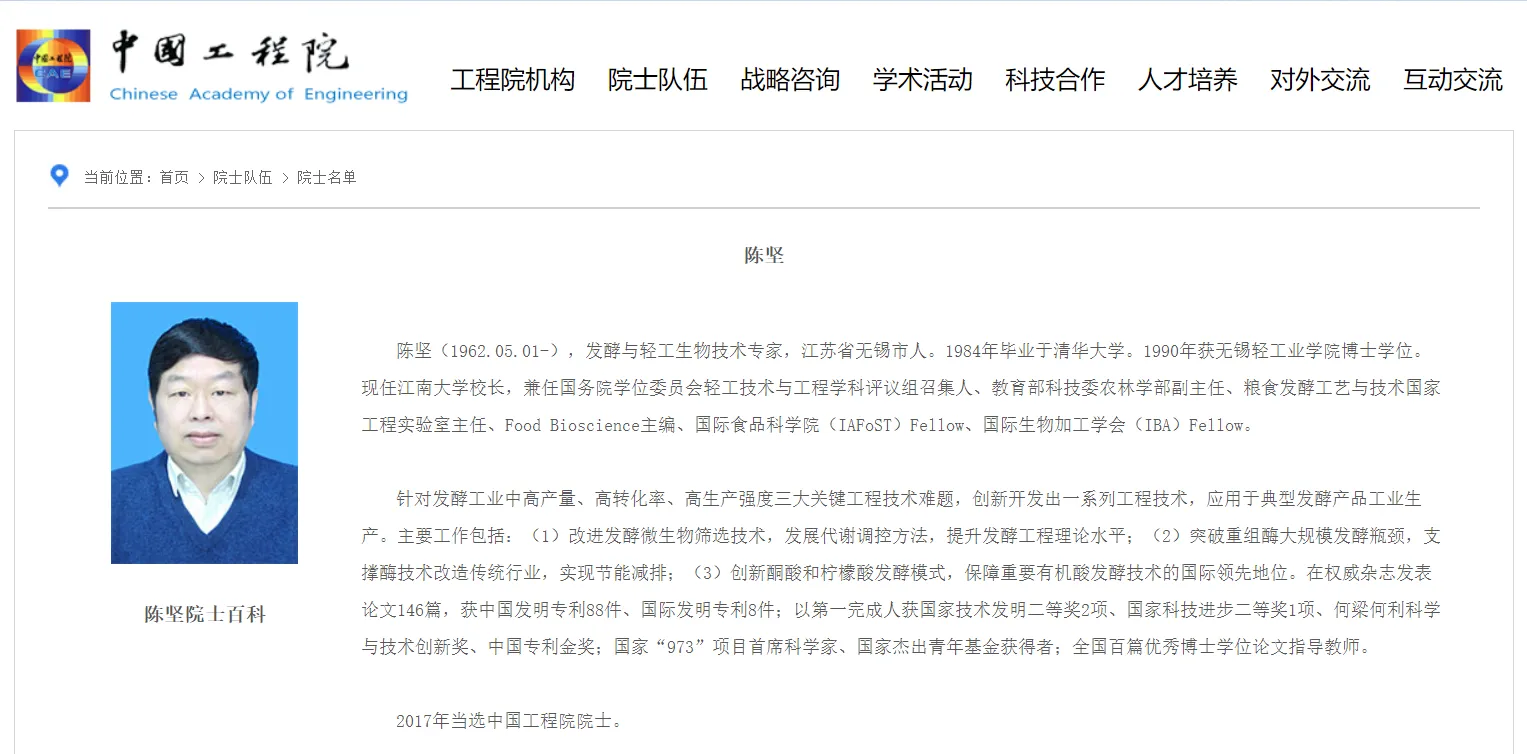 中国工程院
CAE
中國工程院
Chinese Academy of Engineering
工程院机构 院士队伍 战略咨询 学术活动 科技合作 人才培养 对外交流 互动交流
当前位置：首页 > 院士队伍 > 院士名单
陈坚
陈坚（1962.05.01-），发酵与轻工生物技术专家，江苏省无锡市人。1984年毕业于清华大学。1990年获无锡轻工业学院博士学位。
现任江南大学校长，兼任国务院学位委员会轻工技术与工程学科评议组召集人、教育部科技委农林学部副主任、粮食发酵工艺与技术国家
工程实验室主任、Food Bioscience主编、国际食品科学院（IAFoST）Fellow、国际生物加工学会（IBA）Fellow。
针对发酵工业中高产量、高转化率、高生产强度三大关键工程技术难题，创新开发出一系列工程技术，应用于典型发酵产品工业生
产。主要工作包括：（1）改进发酵微生物筛选技术，发展代谢调控方法，提升发酵工程理论水平；（2）突破重组酶大规模发酵瓶颈，支
撑酶技术改造传统行业，实现节能减排；（3）创新酮酸和柠檬酸发酵模式，保障重要有机酸发酵技术的国际领先地位。在权威杂志发表
论文146篇，获中国发明专利88件、国际发明专利8件；以第一完成人获国家技术发明二等奖2项、国家科技进步二等奖1项、何梁何利科学
与技术创新奖、中国专利金奖；国家“973”项目首席科学家、国家杰出青年基金获得者；全国百篇优秀博士学位论文指导教师。
2017年当选中国工程院院士。
陈坚院士百科